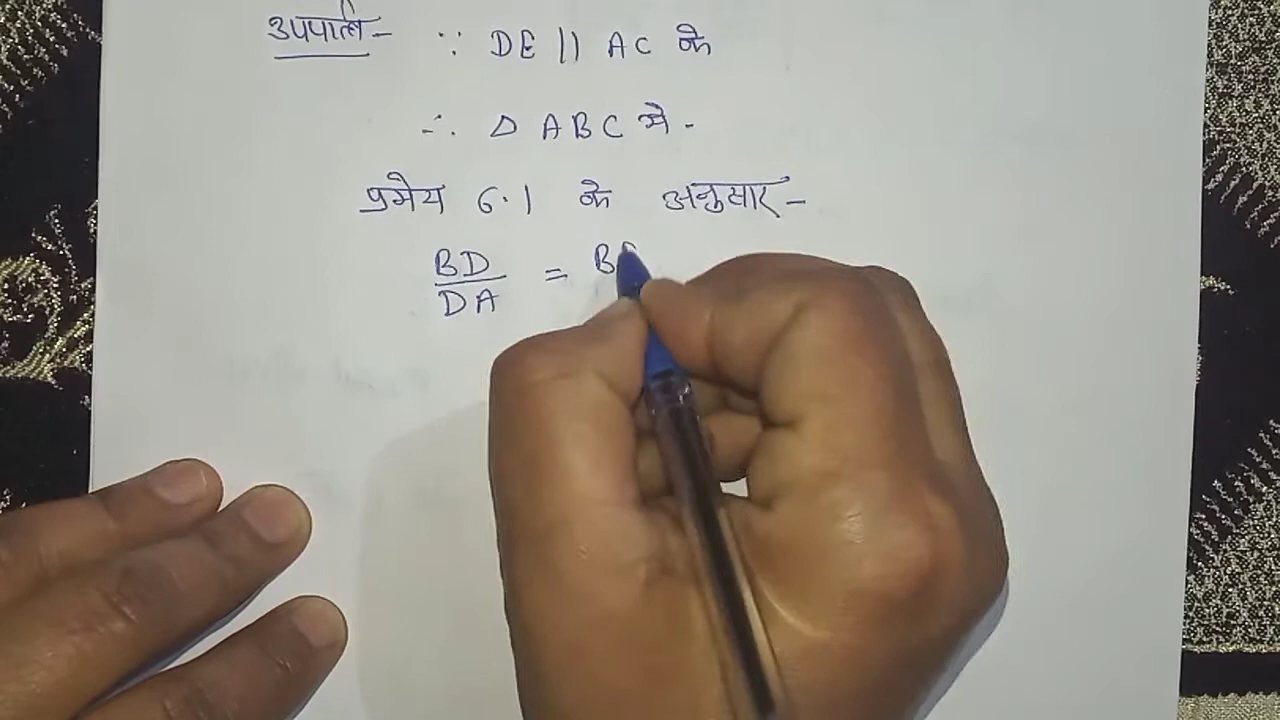 उपपत्ति- ∵ DE || AC के
∴ Δ ABC मे -
प्रमेय 6.1 के अनुसार -
BD/DA = B